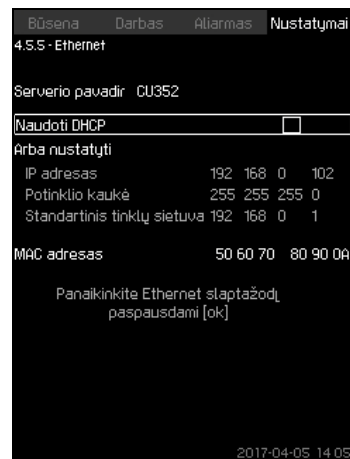 Būsena Darbas Aliarmas Nustatymai
4.5.5 - Ethernet
Serverio pavadir CU352
Naudoti DHCP
Arba nustatyti
IP adresas 192 168 0 102
Potinklio kaukė 255 255 255 0
Standartinis tinklų sietuva 192 168 0 1
MAC adresas 50 60 70 80 90 0A
Panaikinkite Ethernet slaptažodį
paspausdami [ok]
2017-04-05 14:05